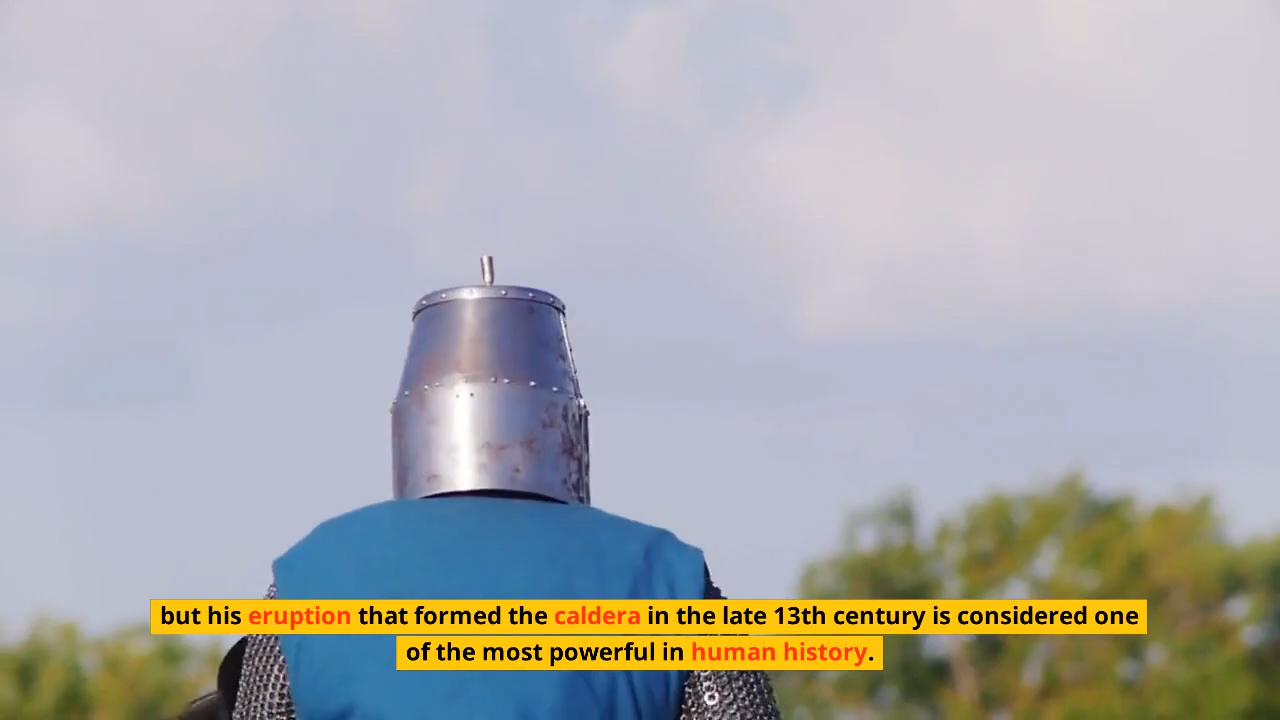 but his eruption that formed the caldera in the late 13th century is considered one
of the most powerful in human history.